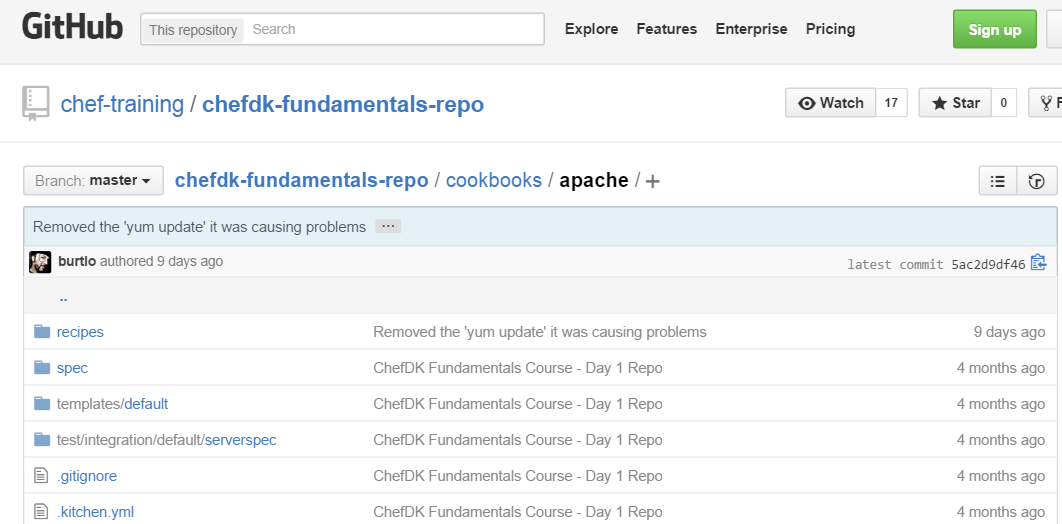 GitHub This repository Search Explore Features Enterprise Pricing Sign up
chef-training / chefdk-fundamentals-repo Watch 17 Star 0 F
Branch: master chefdk-fundamentals-repo / cookbooks / apache / +
Removed the 'yum update' it was causing problems ...
burtlo authored 9 days ago latest commit 5ac2d9df46
..
recipes Removed the 'yum update' it was causing problems 9 days ago
spec ChefDK Fundamentals Course - Day 1 Repo 4 months ago
templates/default ChefDK Fundamentals Course - Day 1 Repo 4 months ago
test/integration/default/serverspec ChefDK Fundamentals Course - Day 1 Repo 4 months ago
.gitignore ChefDK Fundamentals Course - Day 1 Repo 4 months ago
.kitchen.yml ChefDK Fundamentals Course - Day 1 Repo 4 months ago